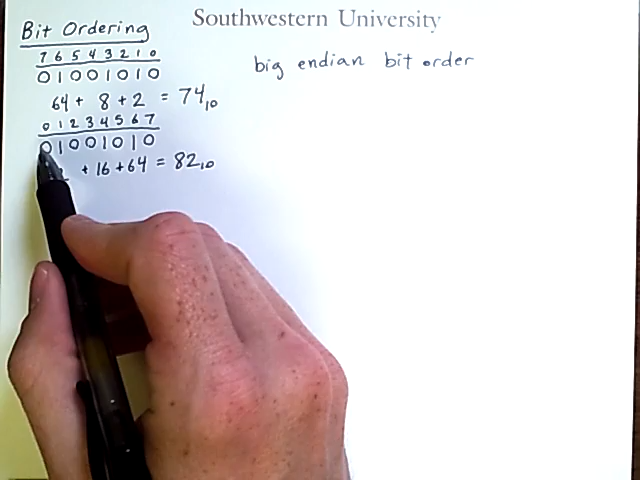 Southwestern University
Bit Ordering
7 6 5 4 3 2 1 0
0 1 0 0 1 0 1 0
64 + 8 + 2 = 74₁₀
0 1 2 3 4 5 6 7
0 1 0 0 1 0 1 0
+ 16 + 64 = 82₁₀
big endian bit order